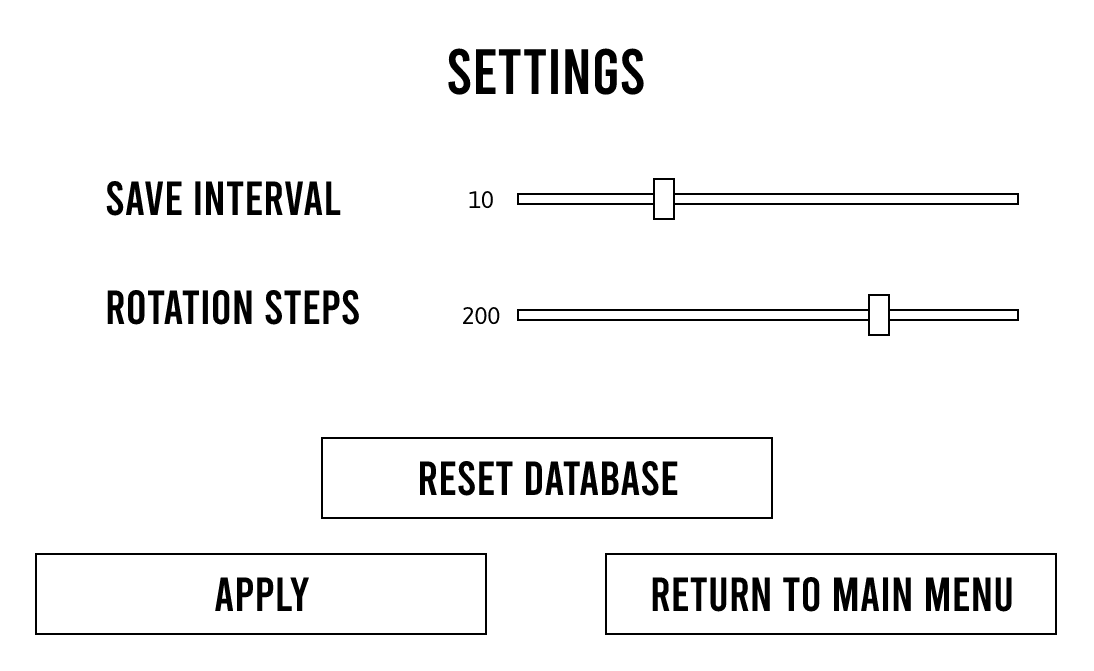 SETTINGS
SAVE INTERVAL 10
ROTATION STEPS 200
RESET DATABASE
APPLY
RETURN TO MAIN MENU